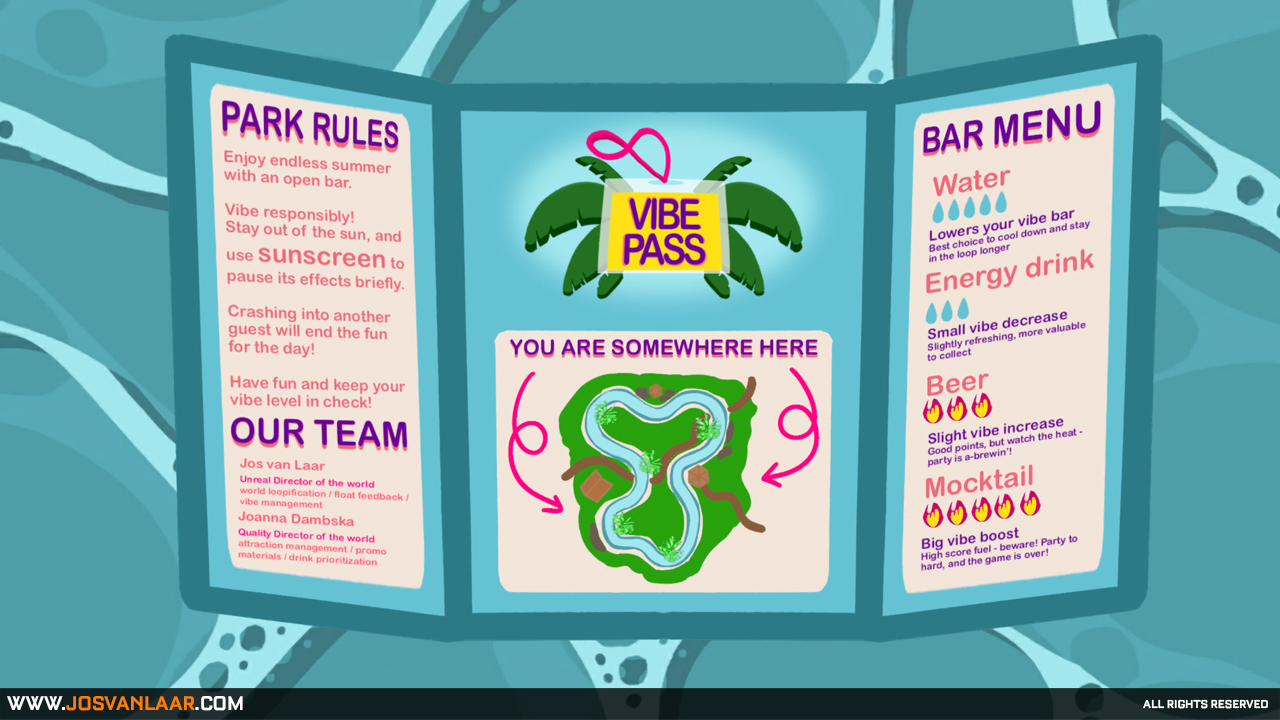 PARK RULES
Enjoy endless summer
with an open bar.
Vibe responsibly!
Stay out of the sun, and
use sunscreen to
pause its effects briefly.
Crashing into another
guest will end the fun
for the day!
Have fun and keep your
vibe level in check!
OUR TEAM
Jos van Laar
Unreal Director of the world
world loopification / float feedback /
vibe management
Joanna Dambska
Quality Director of the world
attraction management / promo
materials / drink prioritization
VIBE
PASS
YOU ARE SOMEWHERE HERE
BAR MENU
Water
Lowers your vibe bar
Best choice to cool down and stay
in the loop longer
Energy drink
Small vibe decrease
Slightly refreshing, more valuable
to collect
Beer
Slight vibe increase
Good points, but watch the heat -
party is a-brewin'!
Mocktail
Big vibe boost
High score fuel - beware! Party to
hard, and the game is over!
WWW.JOSVANLAAR.COM
ALL RIGHTS RESERVED